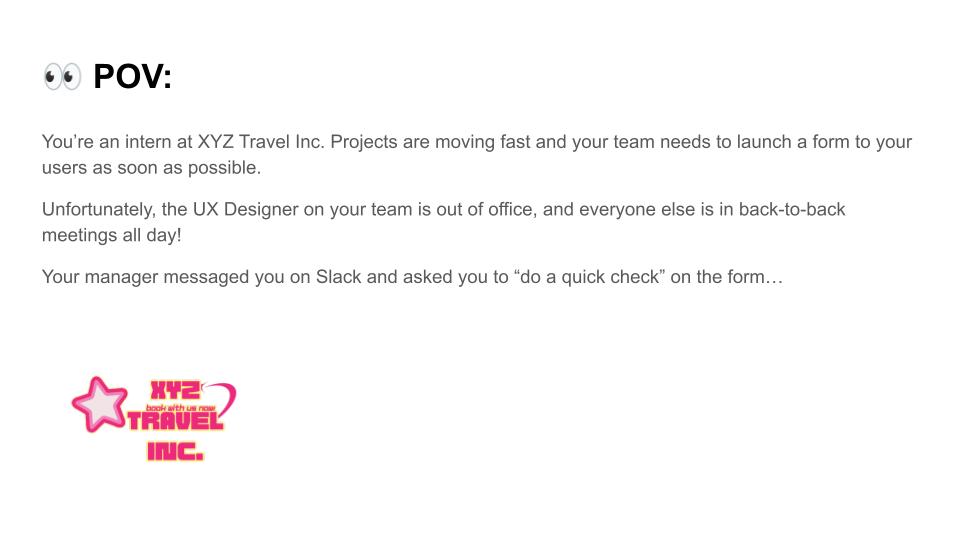 👀 POV:
You’re an intern at XYZ Travel Inc. Projects are moving fast and your team needs to launch a form to your
users as soon as possible.
Unfortunately, the UX Designer on your team is out of office, and everyone else is in back-to-back
meetings all day!
Your manager messaged you on Slack and asked you to “do a quick check” on the form…
XYZ
book with us now
TRAVEL
INC.